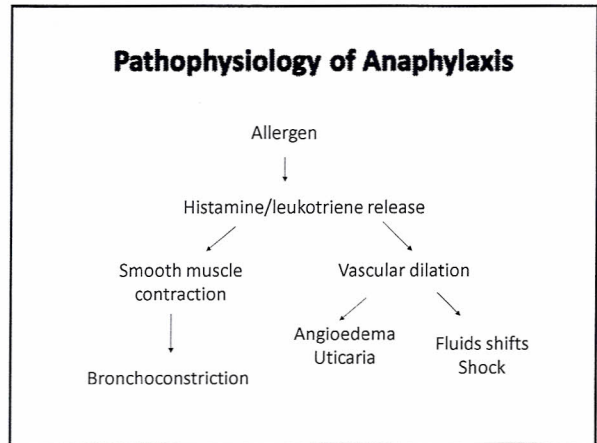 Pathophysiology of Anaphylaxis
Allergen
Histamine/leukotriene release
Smooth muscle
contraction
Vascular dilation
Bronchoconstriction
Angioedema
Uticaria
Fluids shifts
Shock